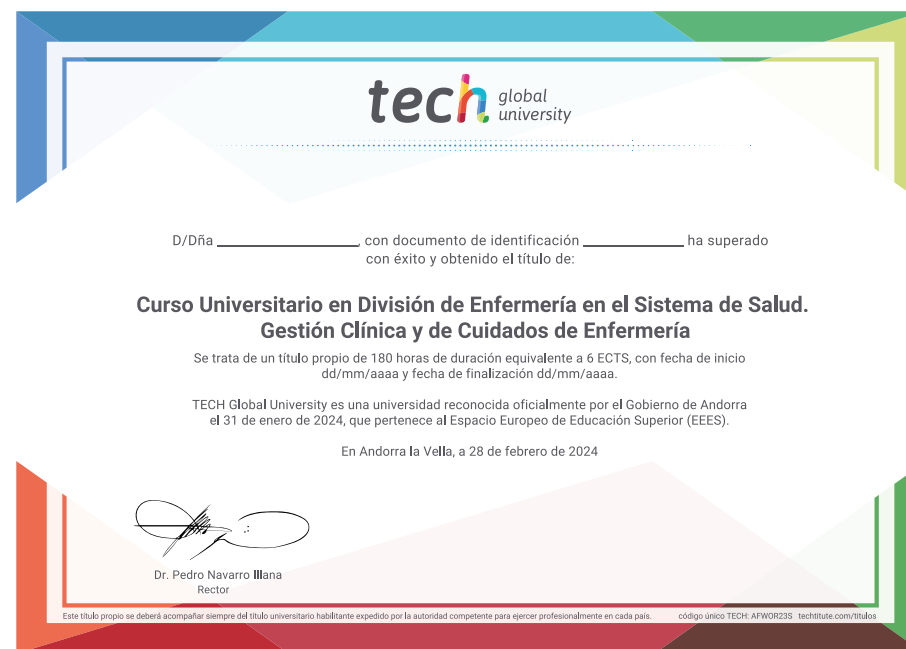 tech global university
D/Dña ____________________, con documento de identificación ______________ ha superado
con éxito y obtenido el título de:
Curso Universitario en División de Enfermería en el Sistema de Salud.
Gestión Clínica y de Cuidados de Enfermería
Se trata de un título propio de 180 horas de duración equivalente a 6 ECTS, con fecha de inicio
dd/mm/aaaa y fecha de finalización dd/mm/aaaa.
TECH Global University es una universidad reconocida oficialmente por el Gobierno de Andorra
el 31 de enero de 2024, que pertenece al Espacio Europeo de Educación Superior (EEES).
En Andorra la Vella, a 28 de febrero de 2024
Dr. Pedro Navarro Illana
Rector
Este título propio se deberá acompañar siempre del título universitario habilitante expedido por la autoridad competente para ejercer profesionalmente en cada país. código único TECH: AFWOR23S techtitute.com/titulos